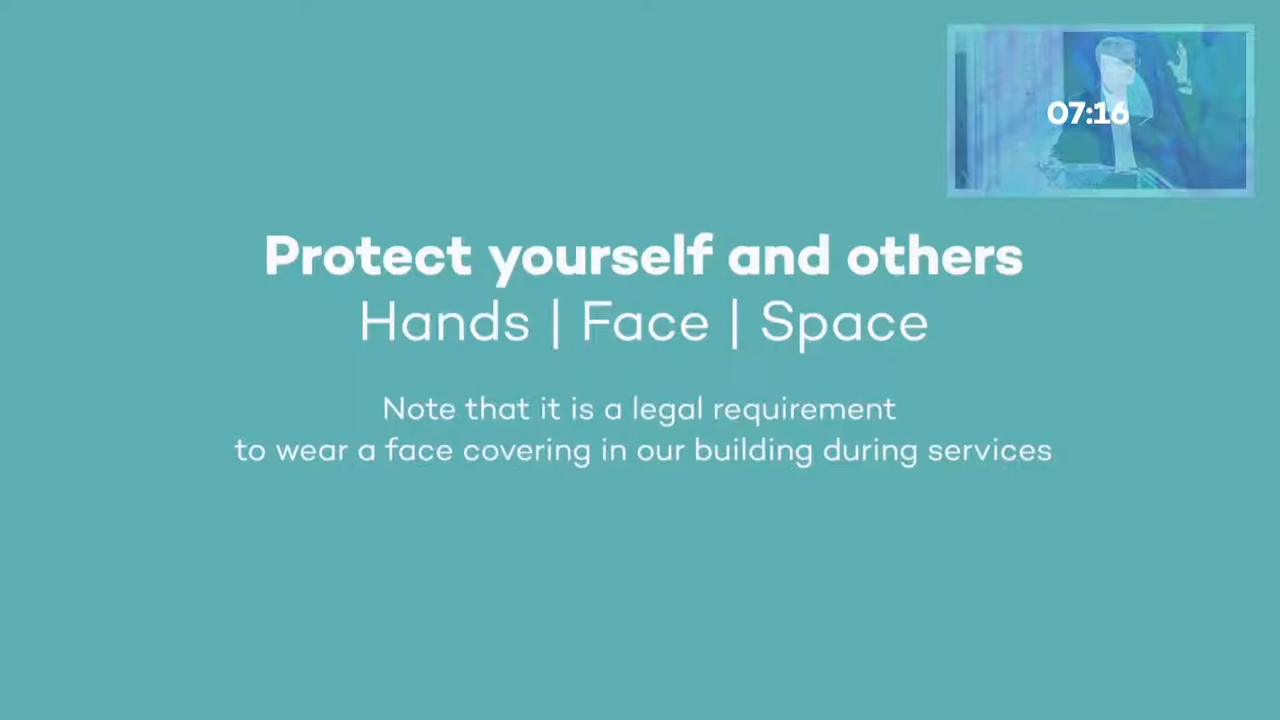 07:16
Protect yourself and others
Hands | Face | Space
Note that it is a legal requirement
to wear a face covering in our building during services